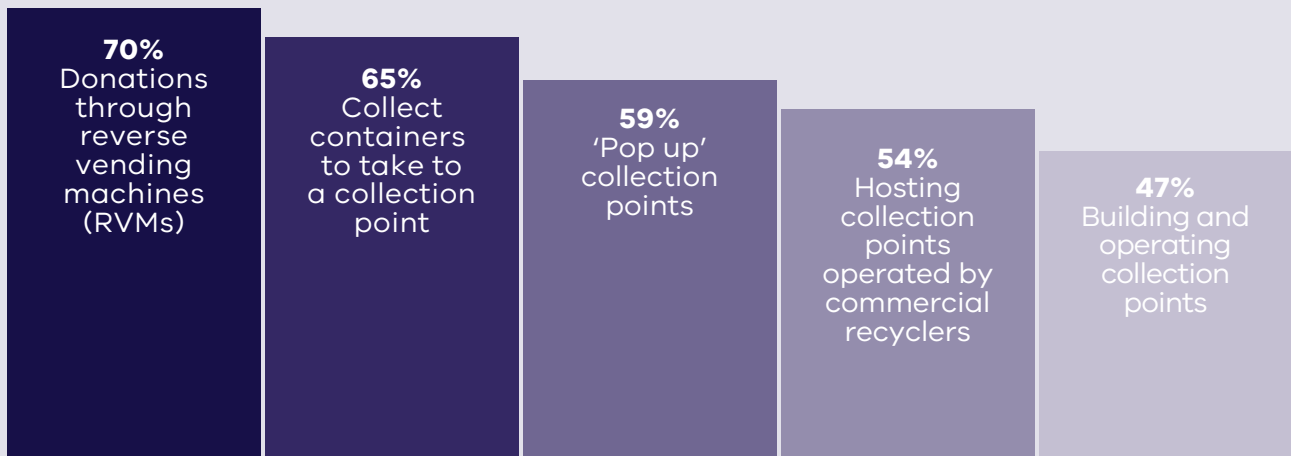 70%
Donations
through
reverse
vending
machines
(RVMs)
65%
Collect
containers
to take to
a collection
point
59%
‘Pop up’
collection
points
54%
Hosting
collection
points
operated by
commercial
recyclers
47%
Building and
operating
collection
points